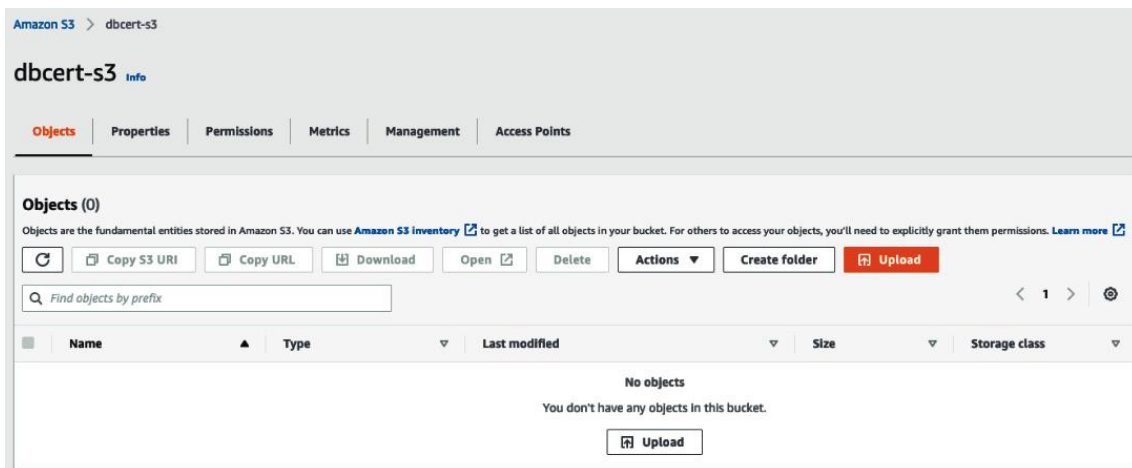 Amazon S3 > dbcert-s3
dbcert-s3 Info
Objects Properties Permissions Metrics Management Access Points
Objects (0)
Objects are the fundamental entities stored in Amazon S3. You can use Amazon S3 inventory to get a list of all objects in your bucket. For others to access your objects, you'll need to explicitly grant them permissions. Learn more
Copy S3 URI Copy URL Download Open Delete Actions Create folder Upload
Find objects by prefix < 1 >
Name Type Last modified Size Storage class
No objects
You don't have any objects in this bucket.
Upload